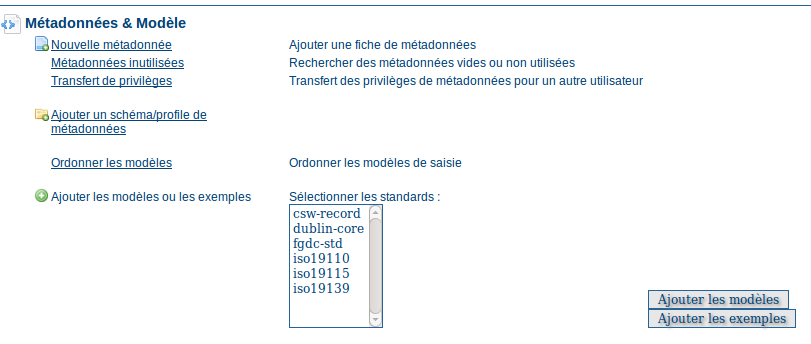 Métadonnées & Modèle
Nouvelle métadonnée Ajouter une fiche de métadonnées
Métadonnées inutilisées Rechercher des métadonnées vides ou non utilisées
Transfert de privilèges Transfert des privilèges de métadonnées pour un autre utilisateur
Ajouter un schéma/profile de
métadonnées
Ordonner les modèles Ordonner les modèles de saisie
Ajouter les modèles ou les exemples Sélectionner les standards :
csw-record
dublin-core
fgdc-std
iso19110
iso19115
iso19139
Ajouter les modèles
Ajouter les exemples